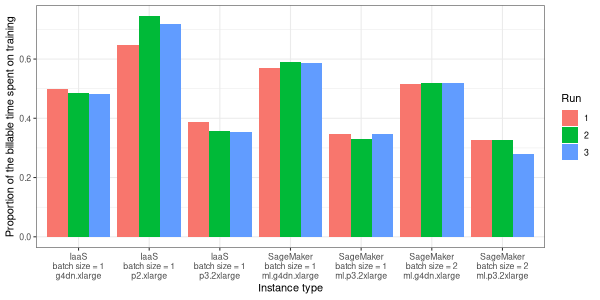 Proportion of the billable time spent on training
0.6
0.4
0.2
0.0
IaaS
batch size = 1
g4dn.xlarge
IaaS
batch size = 1
p2.xlarge
IaaS
batch size = 1
p3.2xlarge
SageMaker
batch size = 1
ml.g4dn.xlarge
SageMaker
batch size = 1
ml.p3.2xlarge
SageMaker
batch size = 2
ml.g4dn.xlarge
SageMaker
batch size = 2
ml.p3.2xlarge
Instance type
Run
1
2
3